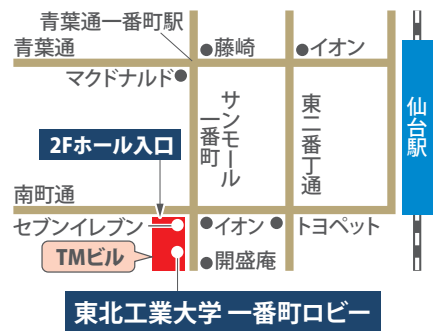 青葉通一番町駅
青葉通
藤崎
イオン
マクドナルド
サンモール
一番町
東二番丁通
仙台駅
2Fホール入口
南町通
セブンイレブン
イオン
トヨペット
TMビル
開盛庵
東北工業大学 一番町ロビー